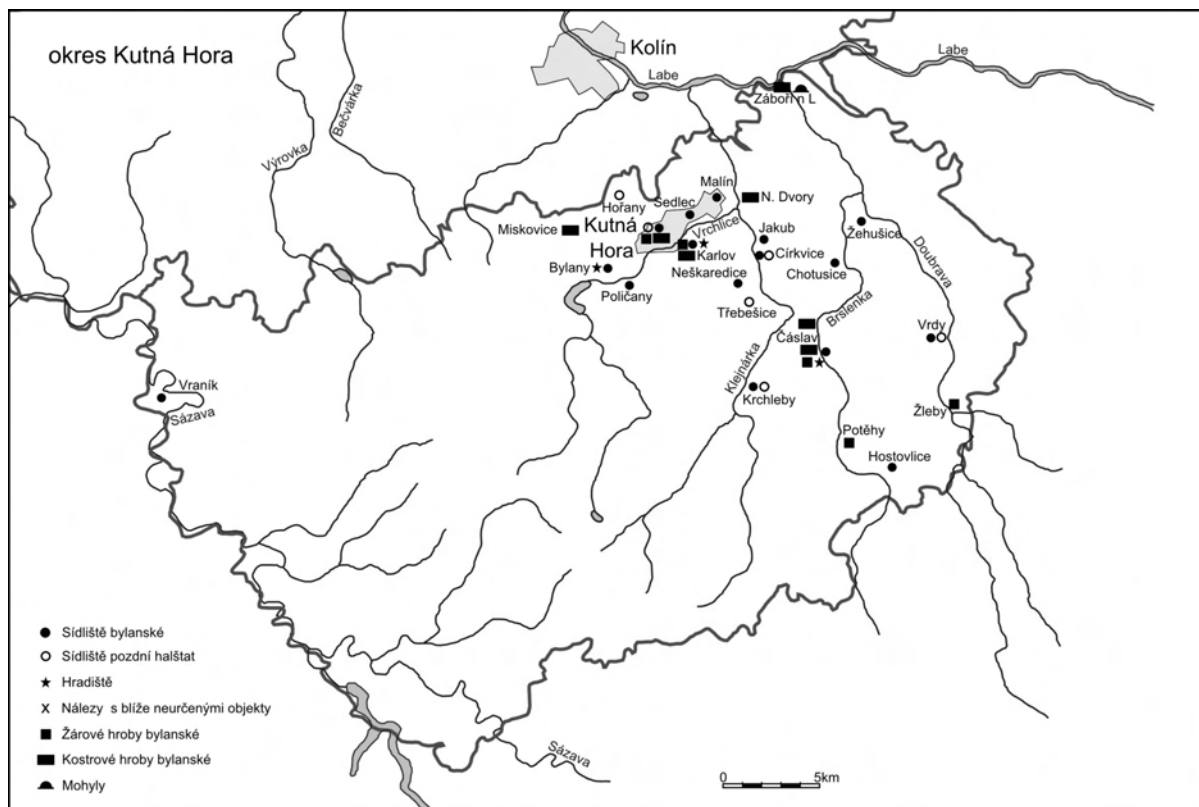 okres Kutná Hora
Kolín
Labe
Labe
Záboří n L
Bečvárka
Výrovka
Malín
Hořany
Sedlec
N. Dvory
Miskovice
Kutná
Hora
Vrchlice
Jakub
Žehušice
Karlov
Církvice
Doubrava
Bylany
Neškaredice
Chotusice
Poličany
Třebešice
Brslenka
Vrdy
Čáslav
Klejnárka
Vraník
Sázava
Krchleby
Žleby
Potěhy
Hostovlice
Sídliště bylanské
Sídliště pozdní halštat
Hradiště
Nálezy s blíže neurčenými objekty
Žárové hroby bylanské
Kostrové hroby bylanské
Mohyly
Sázava
0 5km